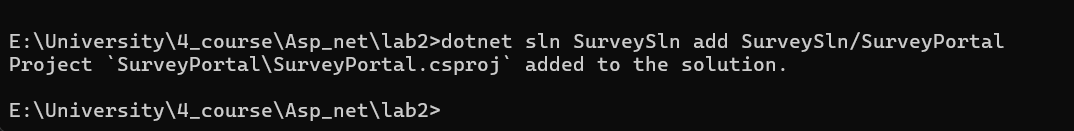 E:\University\4_course\Asp_net\lab2>dotnet sln SurveySln add SurveySln/SurveyPortal
Project `SurveyPortal\SurveyPortal.csproj` added to the solution.
E:\University\4_course\Asp_net\lab2>